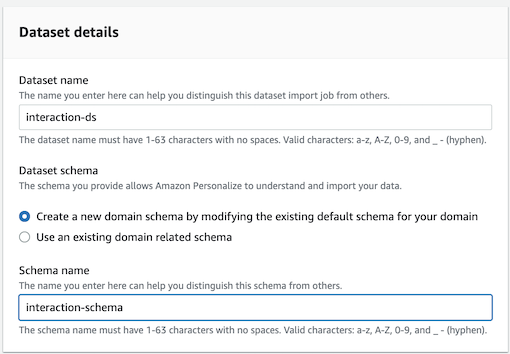 Dataset details
Dataset name
The name you enter here can help you distinguish this dataset import job from others.
interaction-ds
The dataset name must have 1-63 characters with no spaces. Valid characters: a-z, A-Z, 0-9, and _ - (hyphen).
Dataset schema
The schema you provide allows Amazon Personalize to understand and import your data.
Create a new domain schema by modifying the existing default schema for your domain
Use an existing domain related schema
Schema name
The name you enter here can help you distinguish this schema from others.
interaction-schema
The schema name must have 1-63 characters with no spaces. Valid characters: a-z, A-Z, 0-9, and _ - (hyphen).